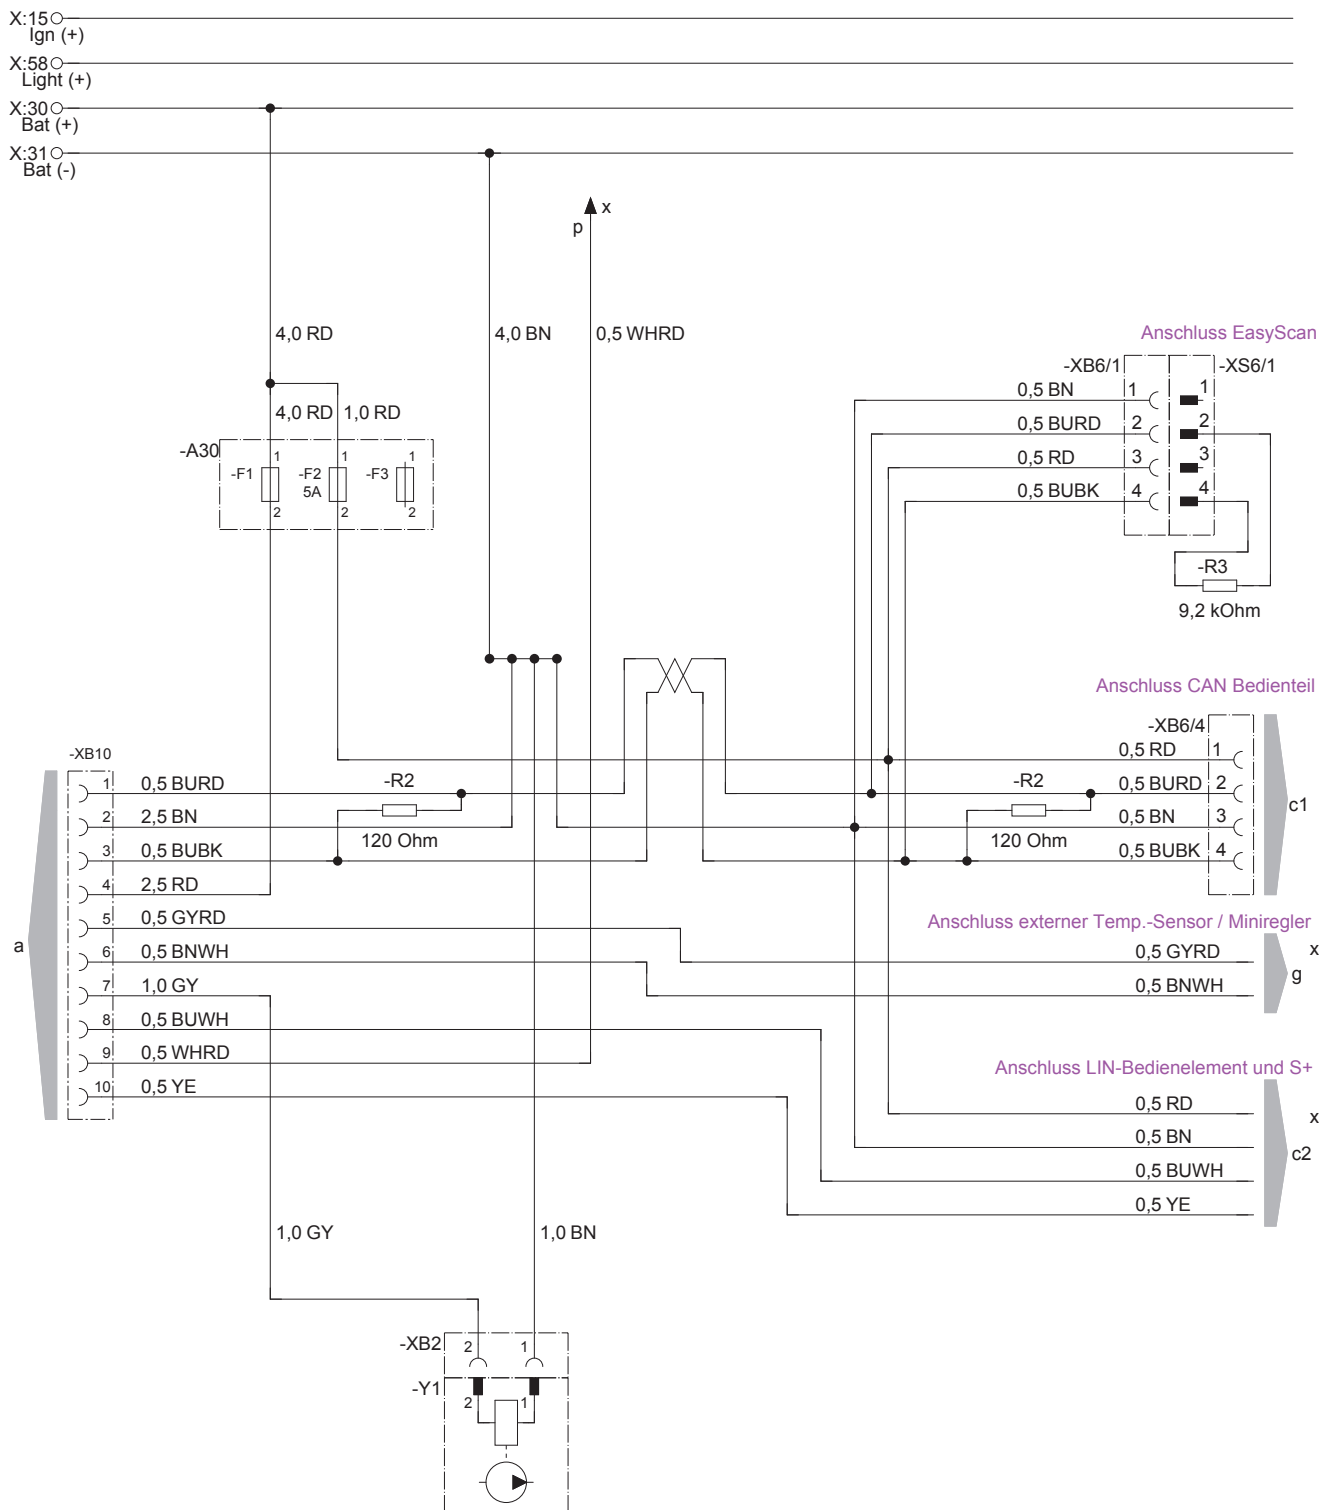 X:15
Ign (+)
X:58
Light (+)
X:30
Bat (+)
X:31
Bat (-)
x
p
4,0 RD
4,0 BN
0,5 WHRD
Anschluss EasyScan
-XB6/1
-XS6/1
0,5 BN
1
1
0,5 BURD
2
2
0,5 RD
3
3
0,5 BUBK
4
4
4,0 RD
1,0 RD
-A30
-F1
1
2
-F2
5A
1
2
-F3
1
2
-R3
9,2 kOhm
Anschluss CAN Bedienteil
-XB6/4
0,5 RD
1
0,5 BURD
2
0,5 BN
3
0,5 BUBK
4
c1
-XB10
1
0,5 BURD
2
2,5 BN
3
0,5 BUBK
4
2,5 RD
5
0,5 GYRD
6
0,5 BNWH
7
1,0 GY
8
0,5 BUWH
9
0,5 WHRD
10
0,5 YE
a
-R2
120 Ohm
-R2
120 Ohm
Anschluss externer Temp.-Sensor / Miniregler
0,5 GYRD
x
0,5 BNWH
g
Anschluss LIN-Bedienelement und S+
0,5 RD
x
0,5 BN
c2
0,5 BUWH
0,5 YE
1,0 GY
1,0 BN
-XB2
2
1
-Y1
2
1